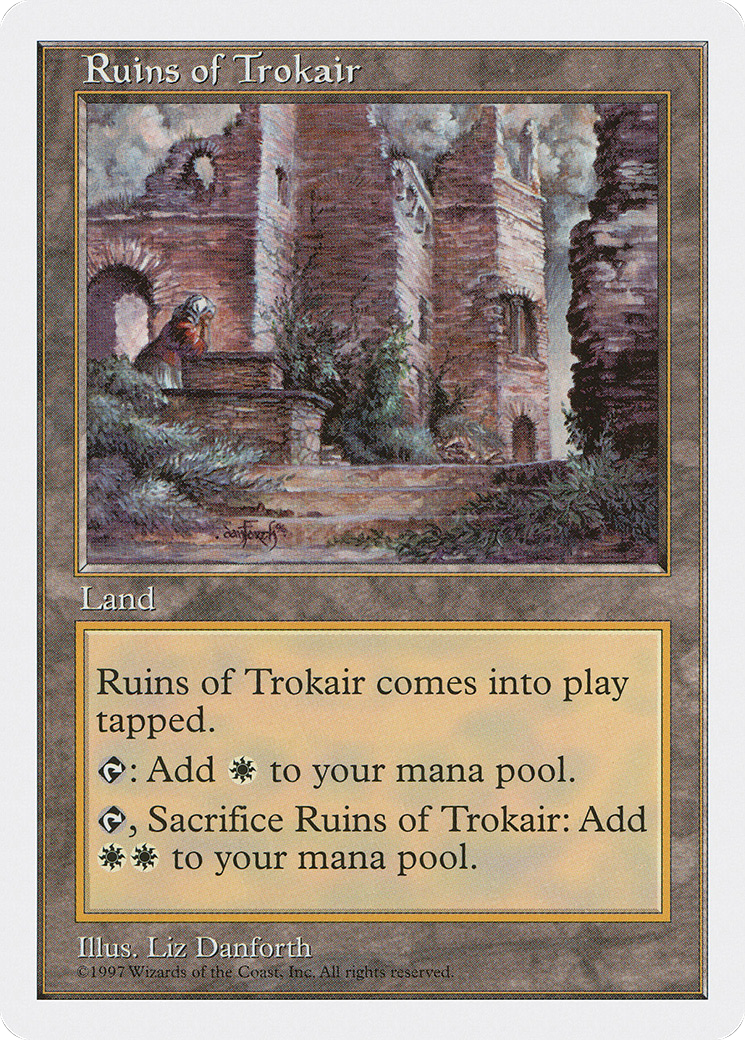 Ruins of Trokair
Danforth
Land
Ruins of Trokair comes into play
tapped.
: Add to your mana pool.
, Sacrifice Ruins of Trokair: Add
to your mana pool.
Illus. Liz Danforth
©1997 Wizards of the Coast, Inc. All rights reserved.